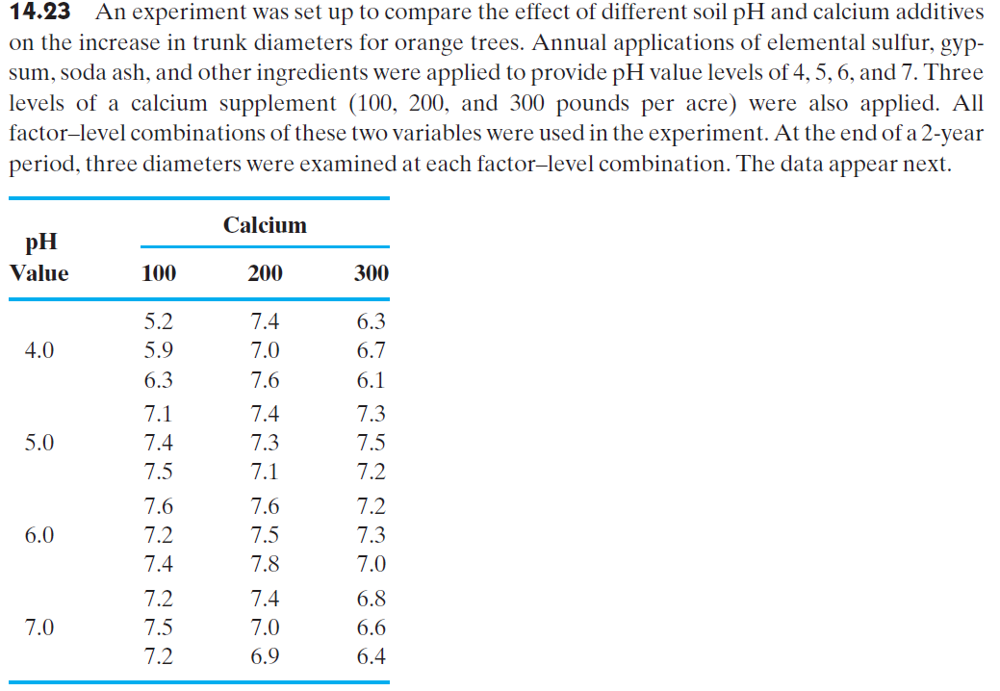 14.23 An experiment was set up to compare the effect of different soil pH and calcium additives
on the increase in trunk diameters for orange trees. Annual applications of elemental sulfur, gyp-
sum, soda ash, and other ingredients were applied to provide pH value levels of 4, 5, 6, and 7. Three
levels of a calcium supplement (100, 200, and 300 pounds per acre) were also applied. All
factor–level combinations of these two variables were used in the experiment. At the end of a 2-year
period, three diameters were examined at each factor–level combination. The data appear next.
Calcium
pH
Value 100 200 300
5.2 7.4 6.3
4.0 5.9 7.0 6.7
6.3 7.6 6.1
7.1 7.4 7.3
5.0 7.4 7.3 7.5
7.5 7.1 7.2
7.6 7.6 7.2
6.0 7.2 7.5 7.3
7.4 7.8 7.0
7.2 7.4 6.8
7.0 7.5 7.0 6.6
7.2 6.9 6.4